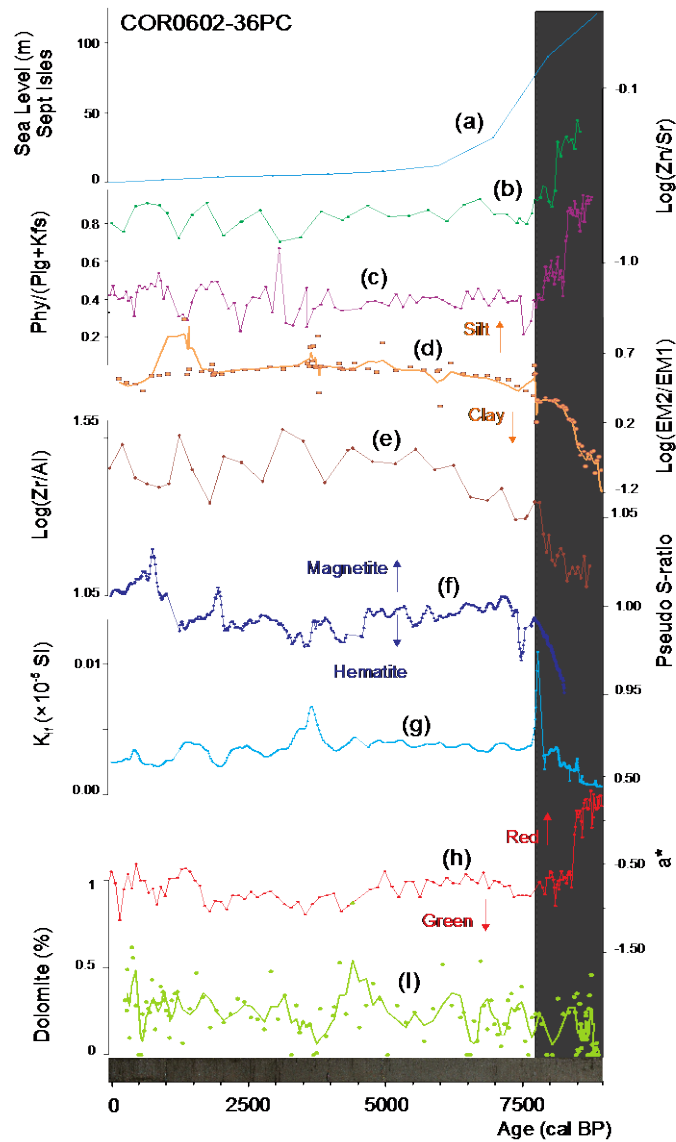 COR0602-36PC
Sea Level (m)
Sept Isles
100
50
0
(a)
-0.1
-1.0
Log(Zn/Sr)
(b)
Phy/(Plg+Kfs)
0.8
0.6
0.4
0.2
(c)
Silt
(d)
Clay
0.7
0.2
-1.2
Log(EM2/EM1)
Log(Zr/Al)
1.55
1.05
(e)
1.05
1.00
0.95
Pseudo S-ratio
Magnetite
(f)
Hematite
Klf (×10-5 SI)
0.01
0.00
(g)
0.50
-0.50
-1.50
a*
Red
(h)
Green
Dolomite (%)
1
0.5
0
(I)
0 2500 5000 7500
Age (cal BP)